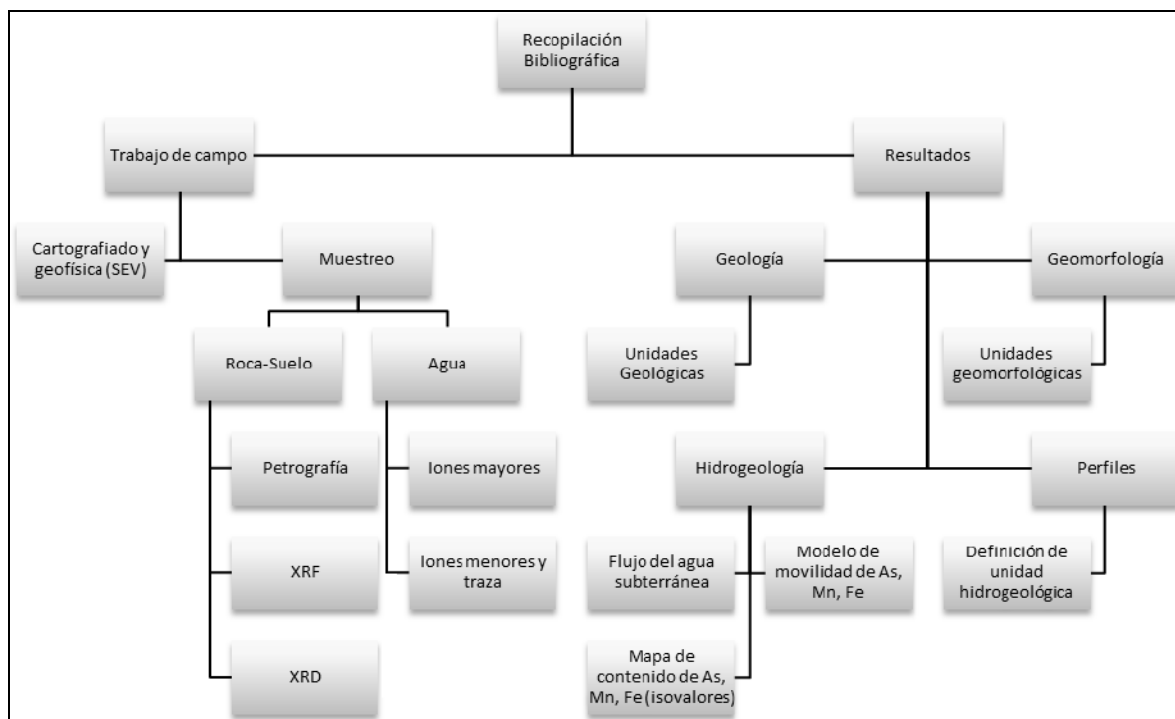 Recopilación
Bibliográfica
Trabajo de campo
Resultados
Cartografiado y
geofísica (SEV)
Muestreo
Geología
Geomorfología
Roca-Suelo
Agua
Unidades
Geológicas
Unidades
geomorfológicas
Petrografía
Iones mayores
Hidrogeología
Perfiles
XRF
Iones menores y
traza
Flujo del agua
subterránea
Modelo de
movilidad de As,
Mn, Fe
Definición de
unidad
hidrogeológica
XRD
Mapa de
contenido de As,
Mn, Fe (isovalores)